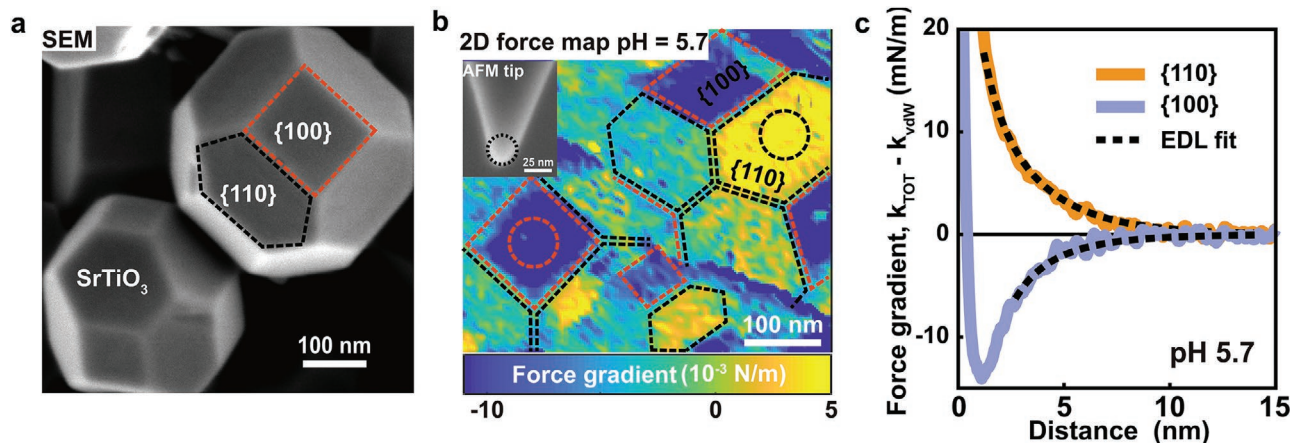 a
SEM
{100}
{110}
SrTiO3
100 nm
b
2D force map pH = 5.7
AFM tip
25 nm
{100}
{110}
100 nm
Force gradient (10-3 N/m)
-10 0 5
c
Force gradient, kTOT - kvdW (mN/m)
20
10
0
-10
{110}
{100}
EDL fit
pH 5.7
0 5 10 15
Distance (nm)